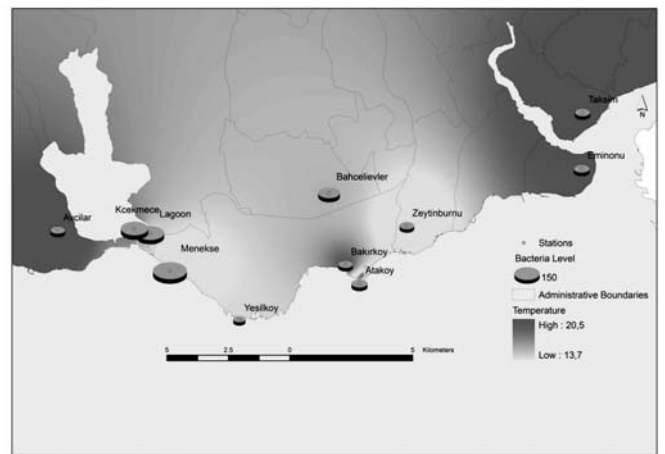 Taksim
N
Eminonu
Bahcelievler
Kcekmece
Lagoon
Avcilar
Zeytinburnu
Menekse
Bakırkoy
Atakoy
Yesilkoy
Stations
Bacteria Level
150
Administrative Boundaries
Temperature
High : 20,5
Low : 13,7
5 2.5 0 5 Kilometers